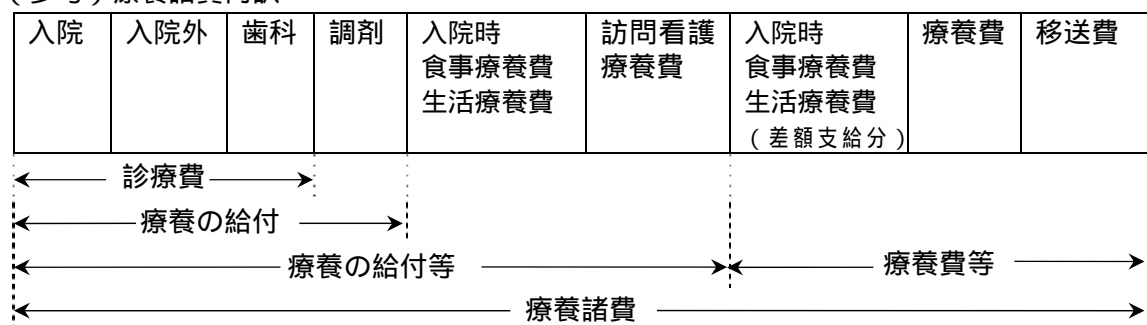 入院 入院外 歯科 調剤 入院時 訪問看護 入院時 療養費 移送費
食事療養費 療養費 食事療養費
生活療養費 生活療養費
（差額支給分）
診療費
療養の給付
療養の給付等 療養費等
療養諸費